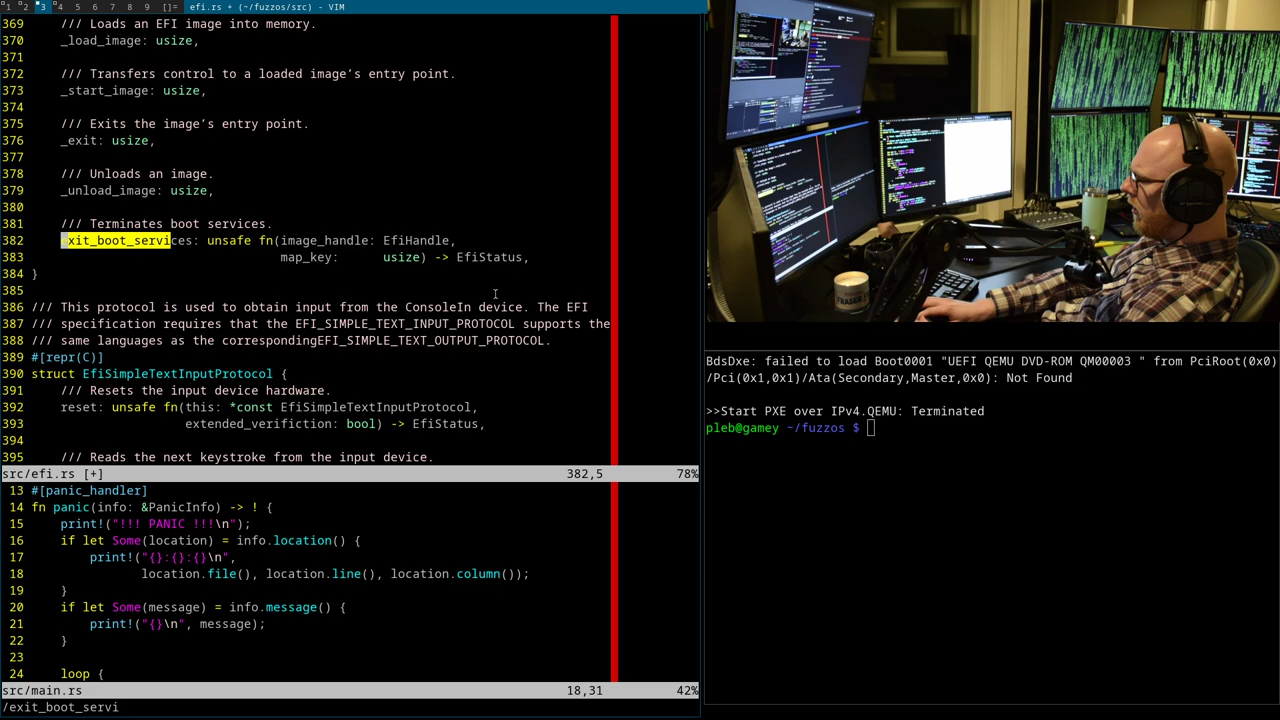 1 2 3 4 5 6 7 8 9 []= efi.rs + (~/fuzzos/src) - VIM
369 /// Loads an EFI image into memory.
370 _load_image: usize,
371
372 /// Transfers control to a loaded image's entry point.
373 _start_image: usize,
374
375 /// Exits the image's entry point.
376 _exit: usize,
377
378 /// Unloads an image.
379 _unload_image: usize,
380
381 /// Terminates boot services.
382 exit_boot_services: unsafe fn(image_handle: EfiHandle,
383 map_key: usize) -> EfiStatus,
384 }
385
386 /// This protocol is used to obtain input from the ConsoleIn device. The EFI
387 /// specification requires that the EFI_SIMPLE_TEXT_INPUT_PROTOCOL supports the
388 /// same languages as the correspondingEFI_SIMPLE_TEXT_OUTPUT_PROTOCOL.
389 #[repr(C)]
390 struct EfiSimpleTextInputProtocol {
391 /// Resets the input device hardware.
392 reset: unsafe fn(this: *const EfiSimpleTextInputProtocol,
393 extended_verifiction: bool) -> EfiStatus,
394
395 /// Reads the next keystroke from the input device.
src/efi.rs [+] 382,5 78%
13 #[panic_handler]
14 fn panic(info: &PanicInfo) -> ! {
15 print!("!!! PANIC !!!\n");
16 if let Some(location) = info.location() {
17 print!("{}:{}:{}\n",
18 location.file(), location.line(), location.column());
19 }
20 if let Some(message) = info.message() {
21 print!("{}\n", message);
22 }
23
24 loop {
src/main.rs 18,31 42%
/exit_boot_servi
BdsDxe: failed to load Boot0001 "UEFI QEMU DVD-ROM QM00003 " from PciRoot(0x0)
/Pci(0x1,0x1)/Ata(Secondary,Master,0x0): Not Found
>>Start PXE over IPv4.QEMU: Terminated
pleb@gamey ~/fuzzos $